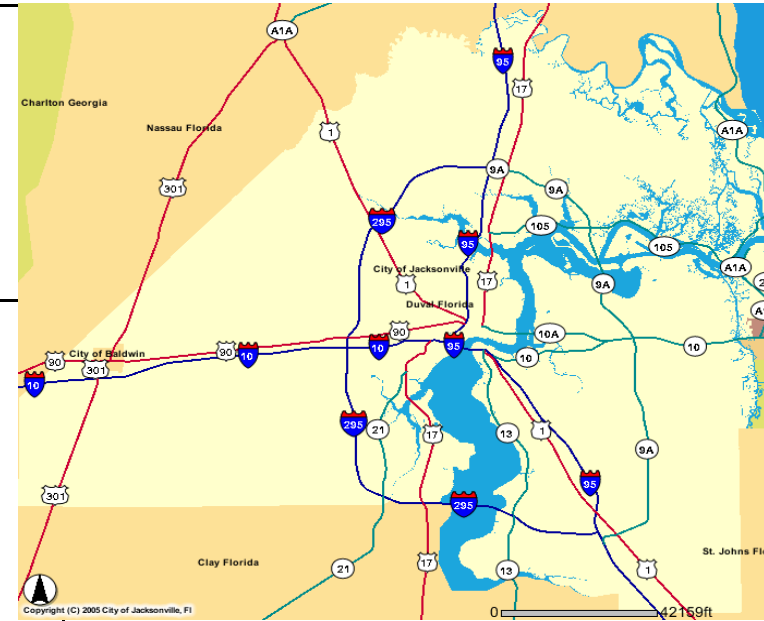 A1A
95
17
Charlton Georgia
Nassau Florida
1
A1A
9A
301
9A
295
105
95
105
City of Jacksonville
A1A
1
17
9A
Duval Florida
90
10A
90
City of Baldwin
10
10
95
10
90
10
301
10
295
21
17
13
1
9A
95
301
295
St. Johns Fl
Clay Florida
17
21
13
1
Copyright (C) 2005 City of Jacksonville, Fl
0
42159ft